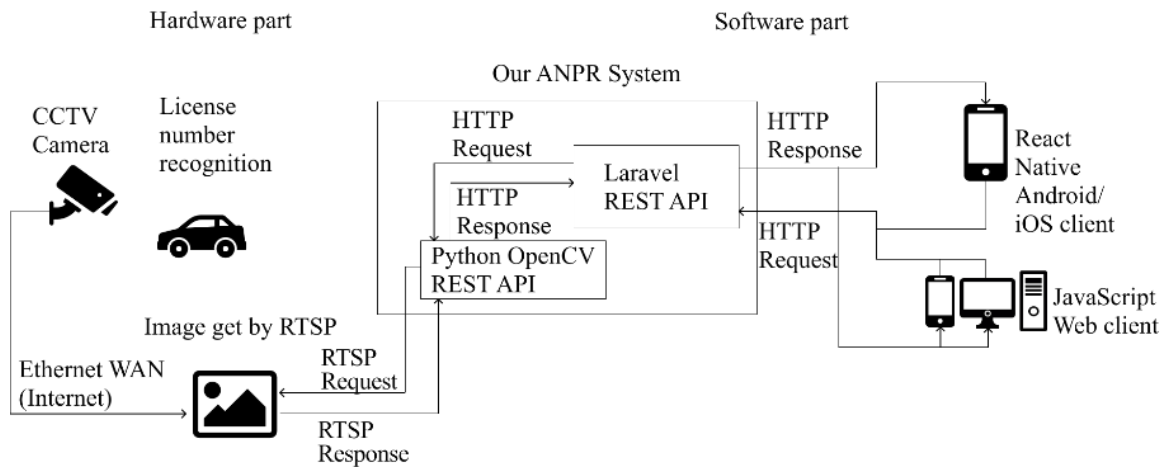 Hardware part
Software part
Our ANPR System
CCTV
Camera
License
number
recognition
HTTP
Request
HTTP
Response
Laravel
REST API
HTTP
Response
React
Native
Android/
iOS client
HTTP
Response
HTTP
Request
Python OpenCV
REST API
JavaScript
Web client
Image get by RTSP
Ethernet WAN
(Internet)
RTSP
Request
RTSP
Response